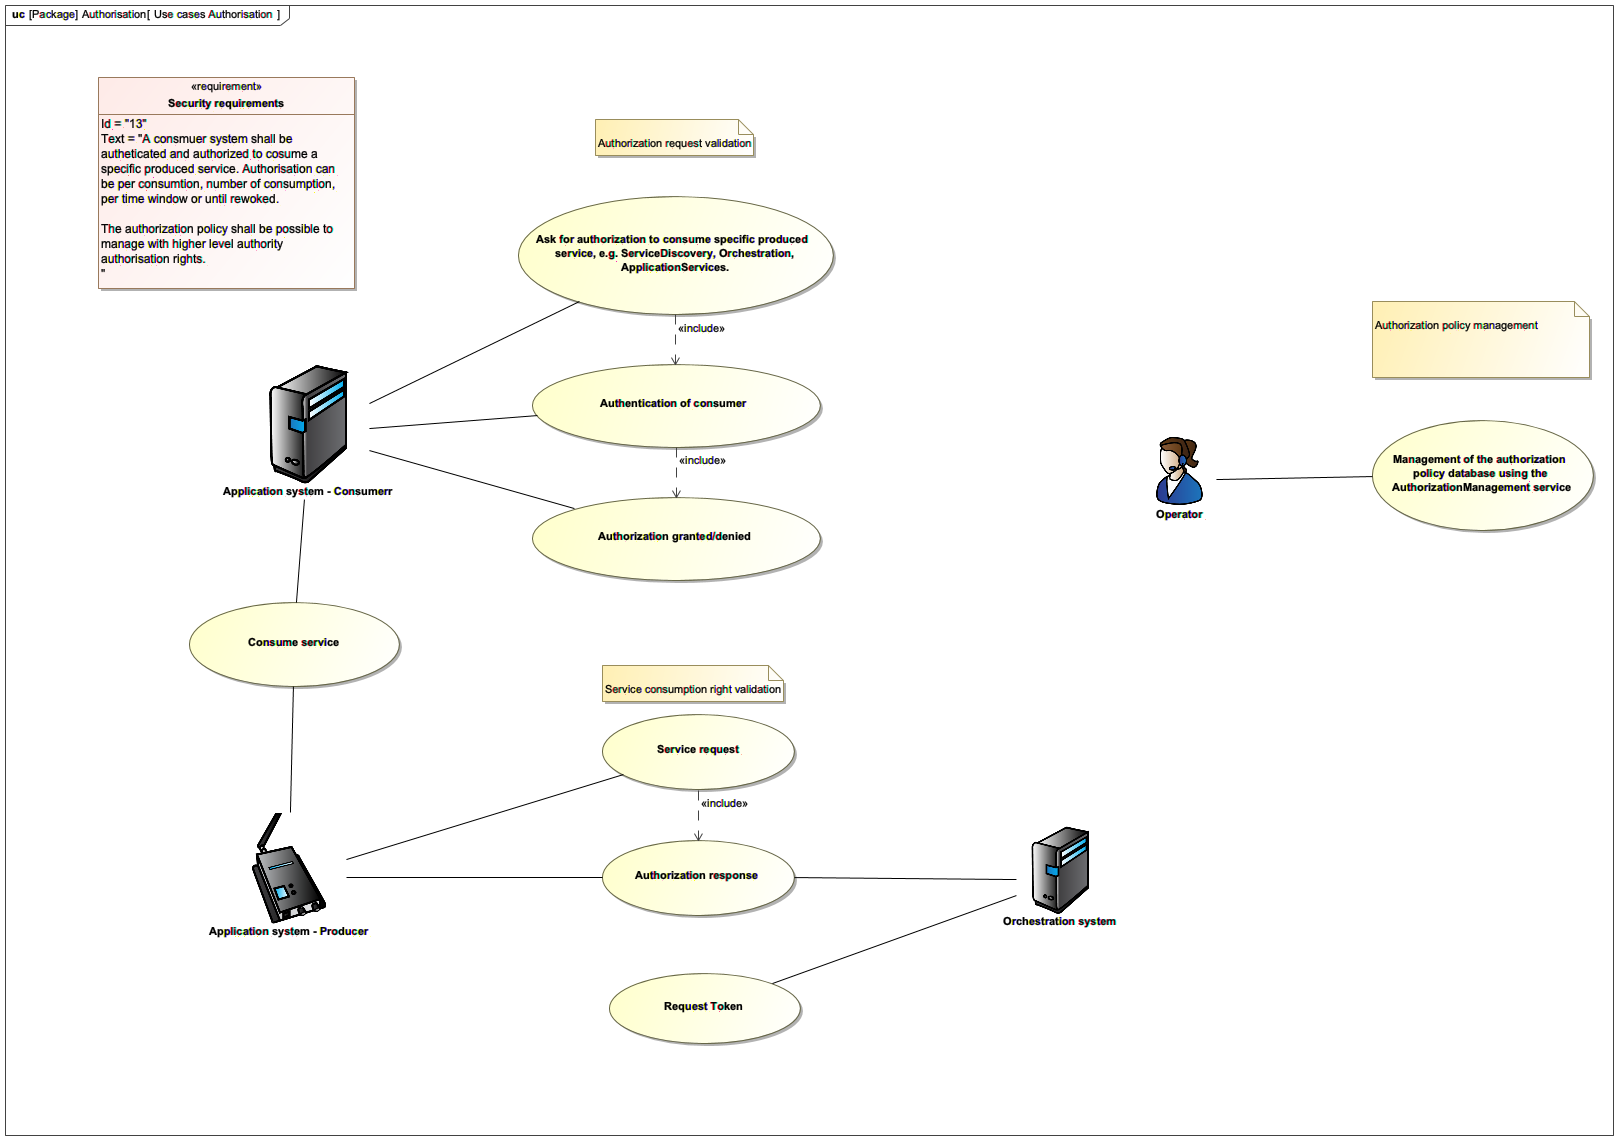 uc [Package] Authorisation[ Use cases Authorisation ]
«requirement»
Security requirements
Id = "13"
Text = "A consmuer system shall be
autheticated and authorized to cosume a
specific produced service. Authorisation can
be per consumtion, number of consumption,
per time window or until rewoked.
The authorization policy shall be possible to
manage with higher level authority
authorisation rights.
"
Authorization request validation
Ask for authorization to consume specific produced
service, e.g. ServiceDiscovery, Orchestration,
ApplicationServices.
«include»
Authentication of consumer
«include»
Authorization granted/denied
Application system - Consumerr
Consume service
Application system - Producer
Service consumption right validation
Service request
«include»
Authorization response
Request Token
Orchestration system
Authorization policy management
Management of the authorization
policy database using the
AuthorizationManagement service
Operator